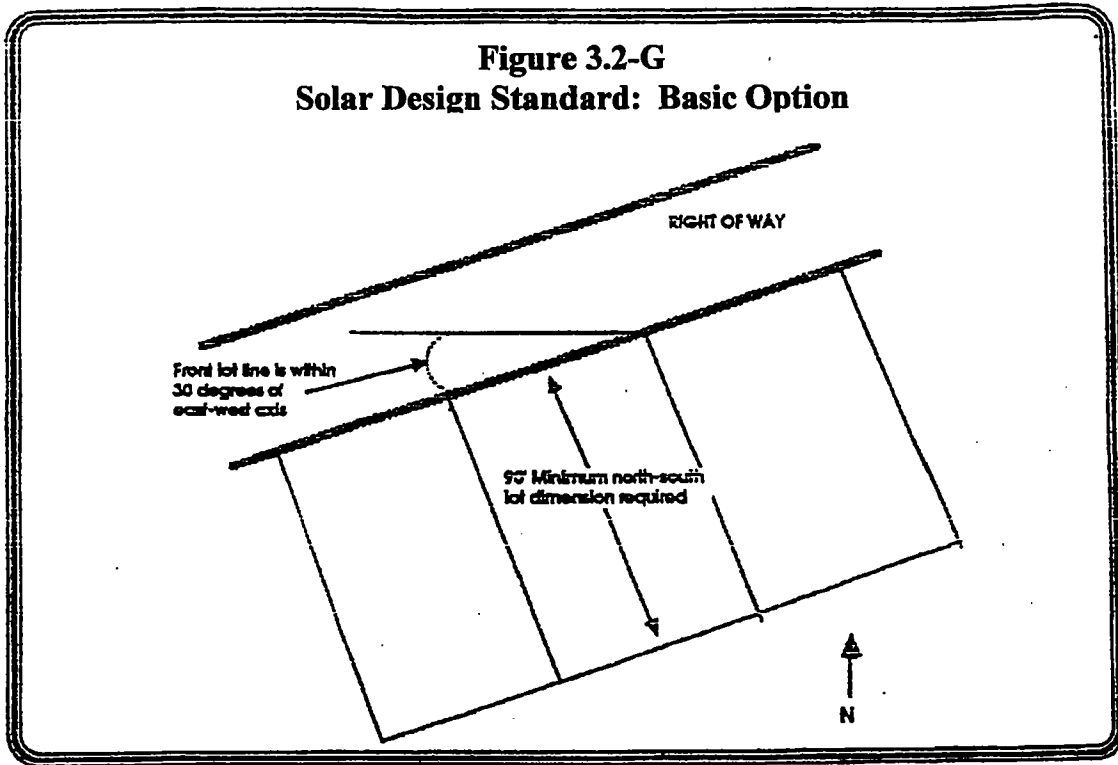 Figure 3.2-G
Solar Design Standard: Basic Option
RIGHT OF WAY
Front lot line is within
30 degrees of
east-west axis
90' Minimum north-south
lot dimension required
N